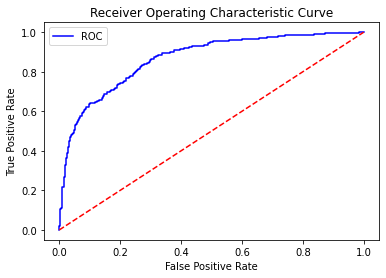 Receiver Operating Characteristic Curve
ROC
True Positive Rate
1.0
0.8
0.6
0.4
0.2
0.0
0.0 0.2 0.4 0.6 0.8 1.0
False Positive Rate